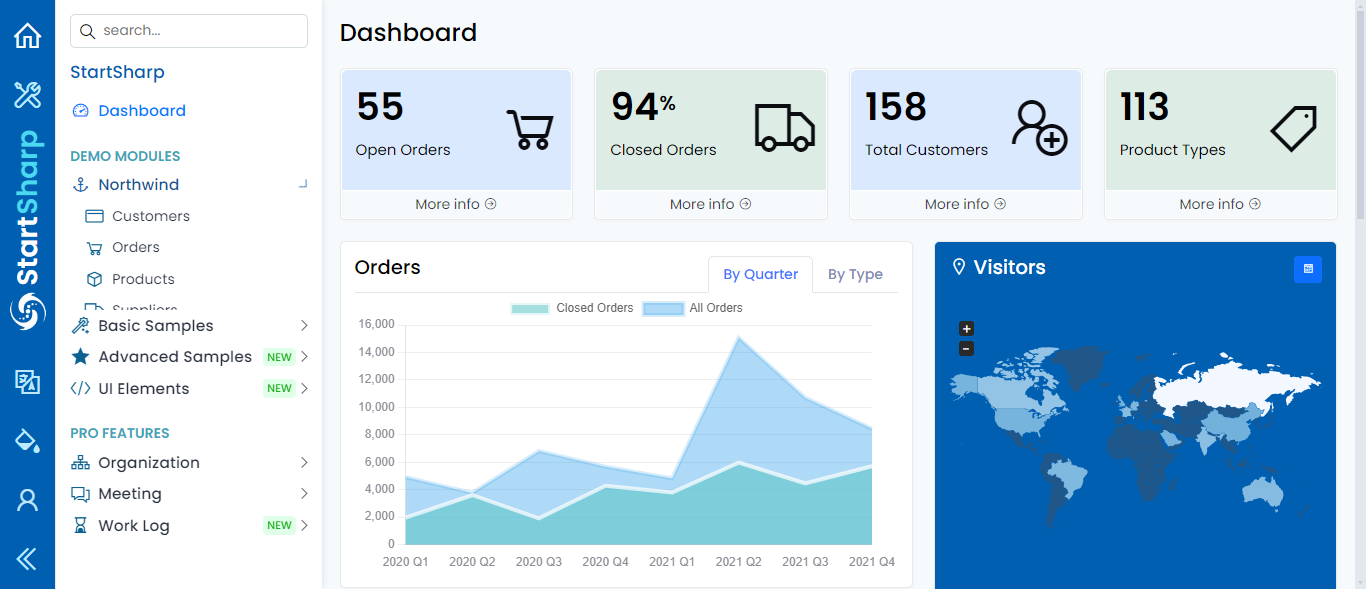 StartSharp
search...
StartSharp
Dashboard
DEMO MODULES
Northwind
Customers
Orders
Products
Suppliers
Basic Samples
Advanced Samples NEW
UI Elements NEW
PRO FEATURES
Organization
Meeting
Work Log NEW
Dashboard
55
Open Orders
More info
94%
Closed Orders
More info
158
Total Customers
More info
113
Product Types
More info
Orders
By Quarter By Type
Closed Orders All Orders
16,000
14,000
12,000
10,000
8,000
6,000
4,000
2,000
0
2020 Q1 2020 Q2 2020 Q3 2020 Q4 2021 Q1 2021 Q2 2021 Q3 2021 Q4
Visitors
+
−